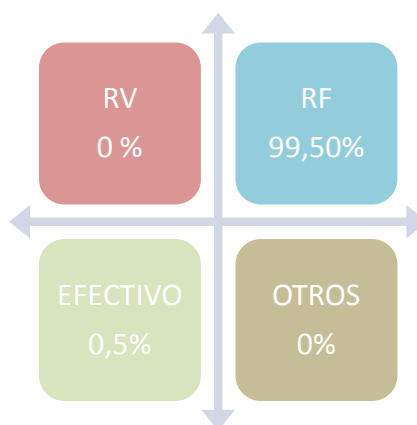 RV
0 %
RF
99,50%
EFECTIVO
0,5%
OTROS
0%